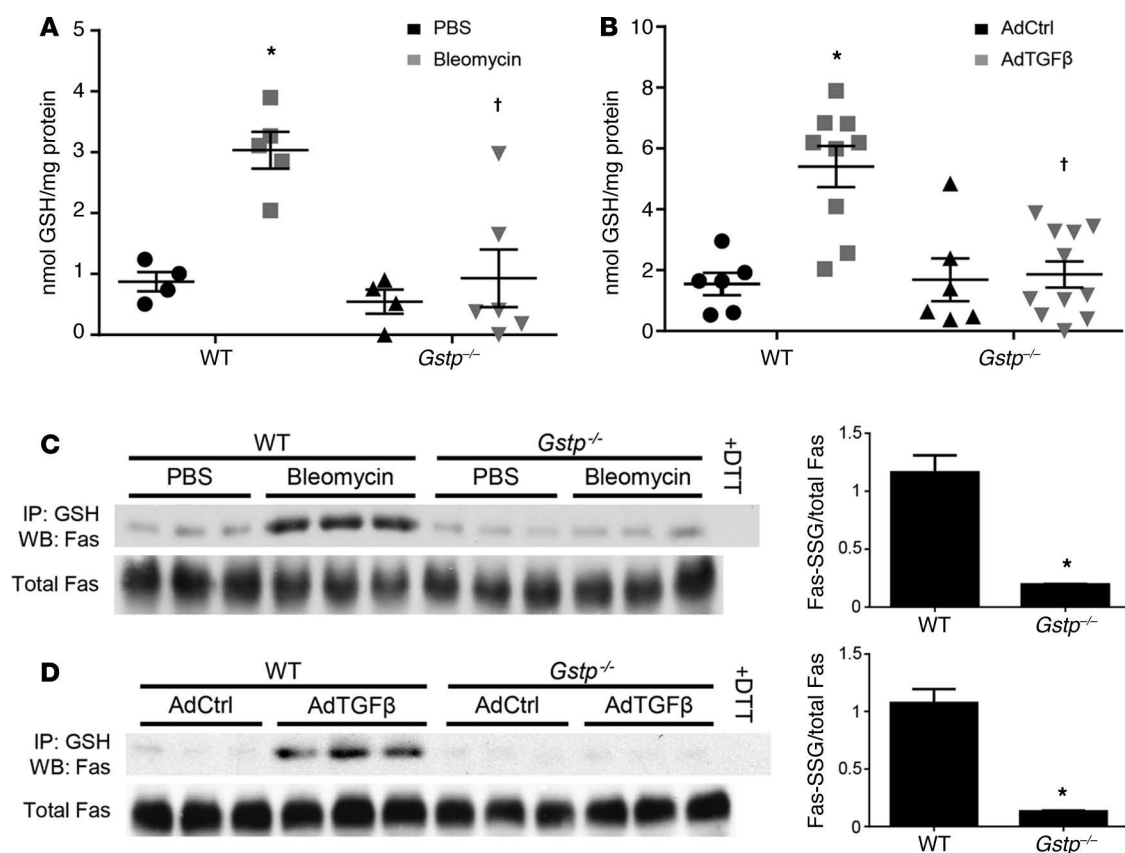 A
nmol GSH/mg protein
5
4
3
2
1
0
PBS
Bleomycin
*
†
WT
Gstp–/–
B
nmol GSH/mg protein
10
8
6
4
2
0
AdCtrl
AdTGFβ
*
†
WT
Gstp–/–
C
WT
Gstp-/-
+DTT
PBS
Bleomycin
PBS
Bleomycin
IP: GSH
WB: Fas
Total Fas
Fas-SSG/total Fas
1.5
1
0.5
0
*
WT
Gstp–/–
D
WT
Gstp-/-
+DTT
AdCtrl
AdTGFβ
AdCtrl
AdTGFβ
IP: GSH
WB: Fas
Total Fas
Fas-SSG/total Fas
1.5
1
0.5
0
*
WT
Gstp–/–